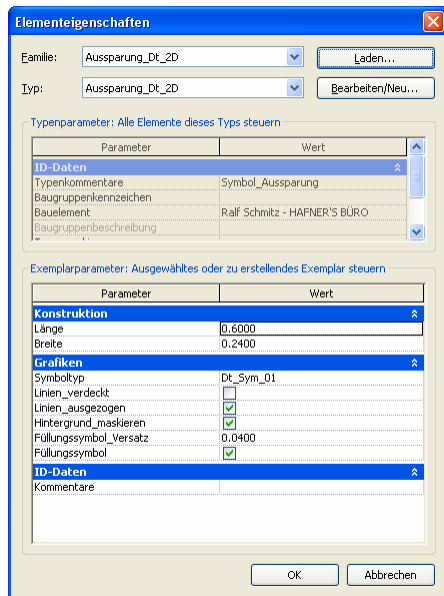 Elementeigenschaften
Familie: Aussparung_Dt_2D Laden...
Typ: Aussparung_Dt_2D Bearbeiten/Neu...
Typenparameter: Alle Elemente dieses Typs steuern
Parameter Wert
ID-Daten
Typenkommentare Symbol_Aussparung
Baugruppenkennzeichen
Bauelement Ralf Schmitz - HAFNER'S BÜRO
Baugruppenbeschreibung
Exemplarparameter: Ausgewähltes oder zu erstellendes Exemplar steuern
Parameter Wert
Konstruktion
Länge 0.6000
Breite 0.2400
Grafiken
Symboltyp Dt_Sym_01
Linien_verdeckt
Linien_ausgezogen
Hintergrund_maskieren
Füllungssymbol_Versatz 0.0400
Füllungssymbol
ID-Daten
Kommentare
OK Abbrechen